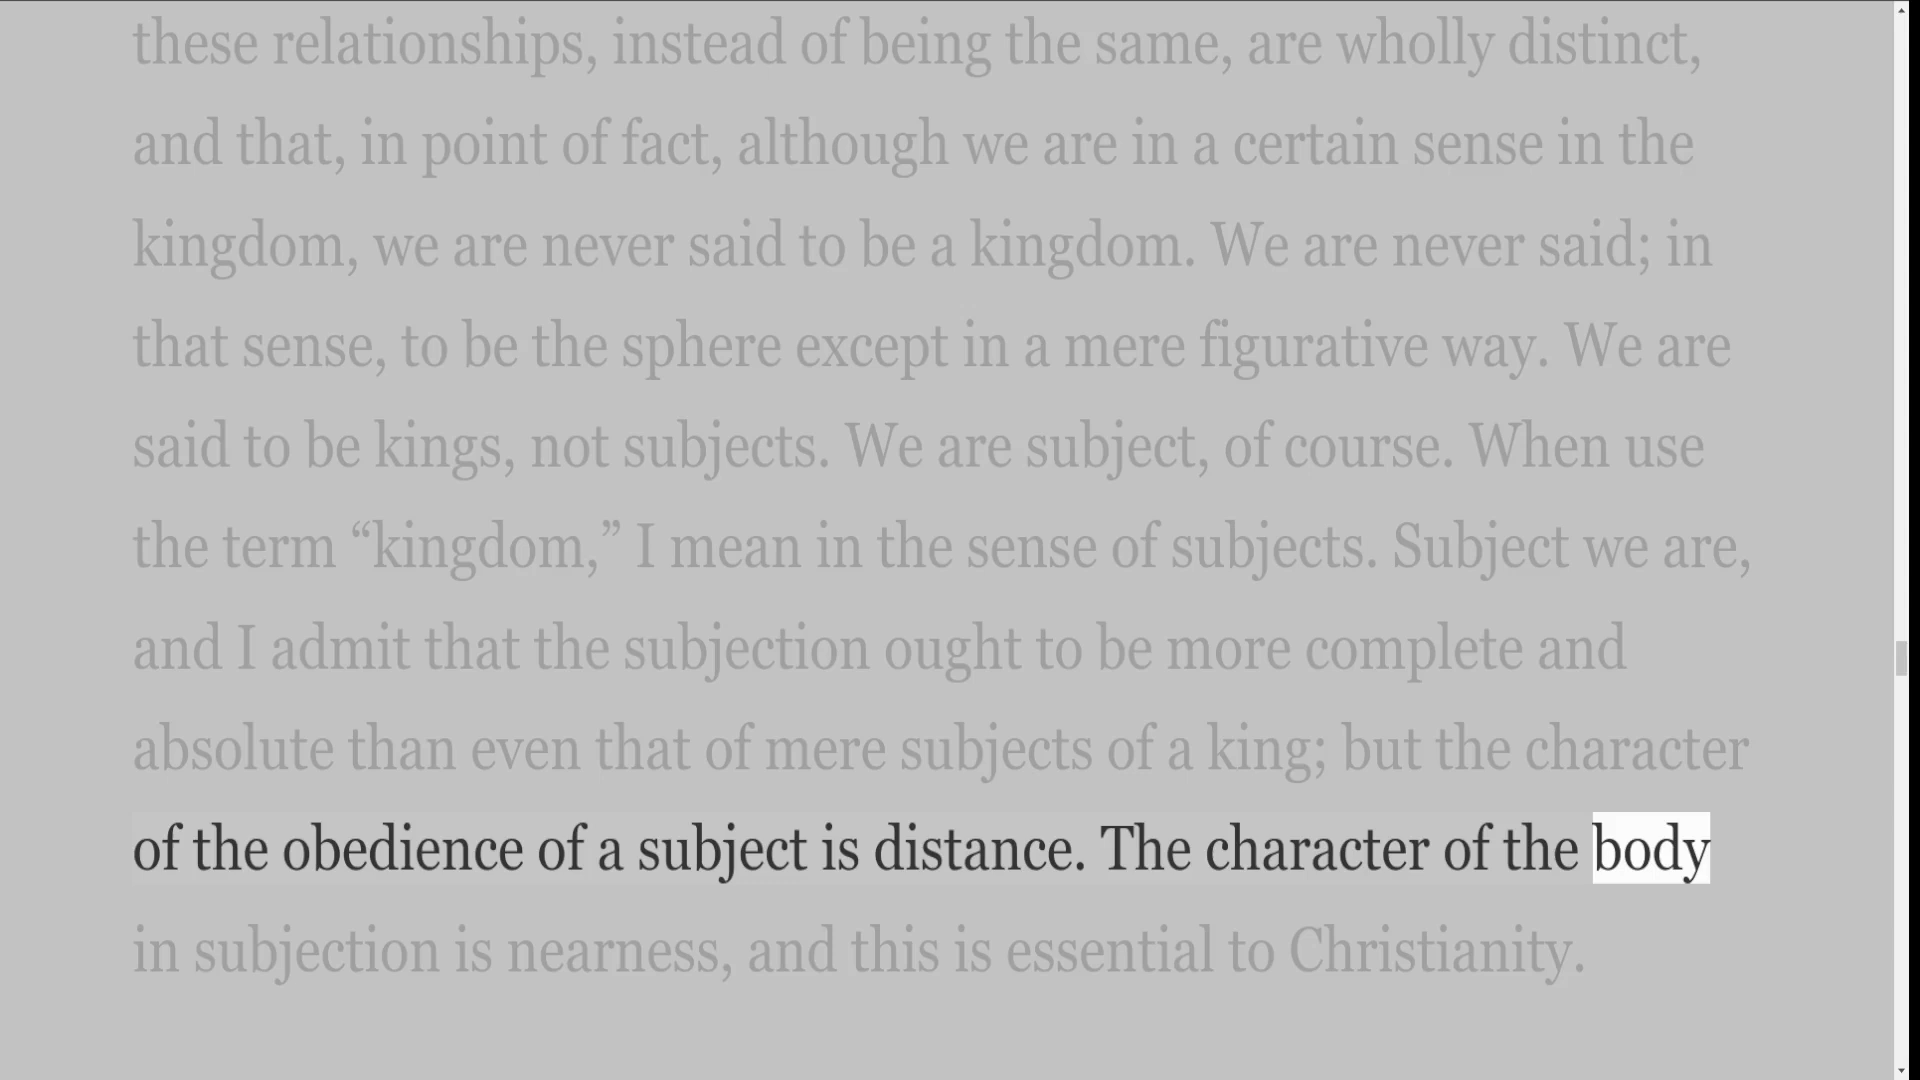 these relationships, instead of being the same, are wholly distinct,
and that, in point of fact, although we are in a certain sense in the
kingdom, we are never said to be a kingdom. We are never said; in
that sense, to be the sphere except in a mere figurative way. We are
said to be kings, not subjects. We are subject, of course. When use
the term “kingdom,” I mean in the sense of subjects. Subject we are,
and I admit that the subjection ought to be more complete and
absolute than even that of mere subjects of a king; but the character
of the obedience of a subject is distance. The character of the body
in subjection is nearness, and this is essential to Christianity.